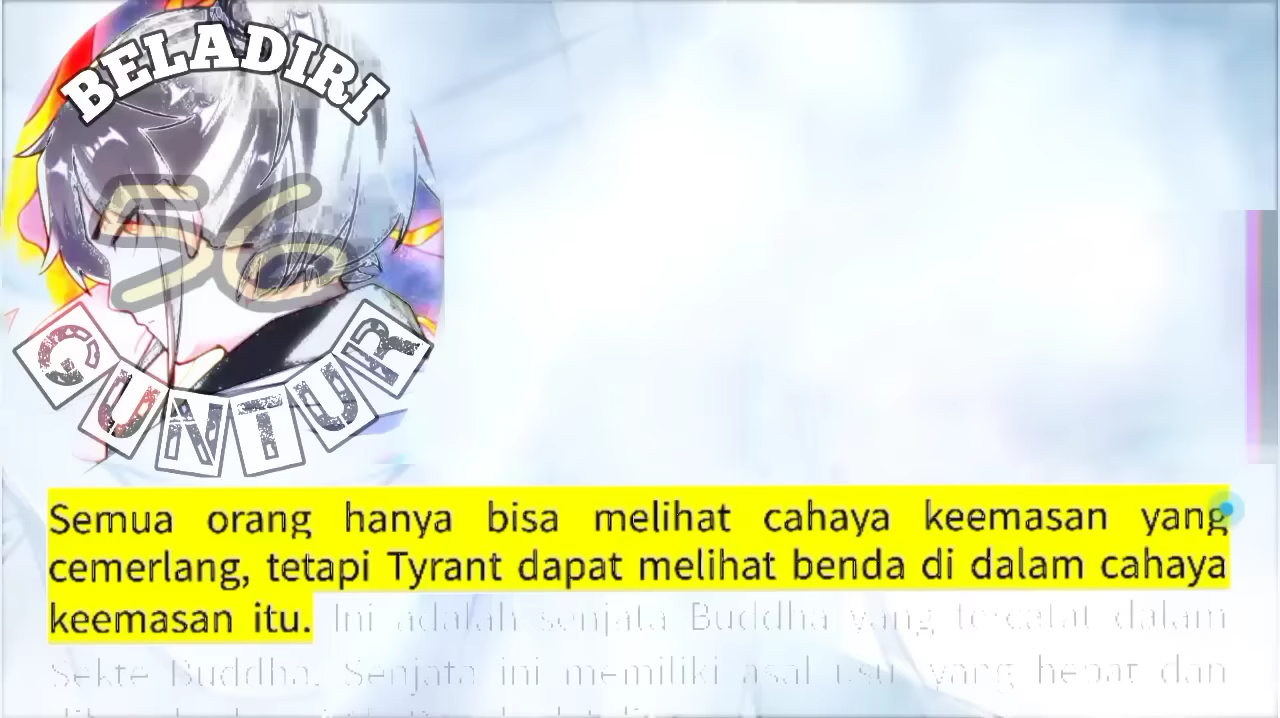 BELADIRI
56
GUNTUR
Semua orang hanya bisa melihat cahaya keemasan yang
cemerlang, tetapi Tyrant dapat melihat benda di dalam cahaya
keemasan itu. Ini adalah senjata Buddha yang tercatat dalam
Sekte Buddha. Senjata ini memiliki asal usul yang hebat dan